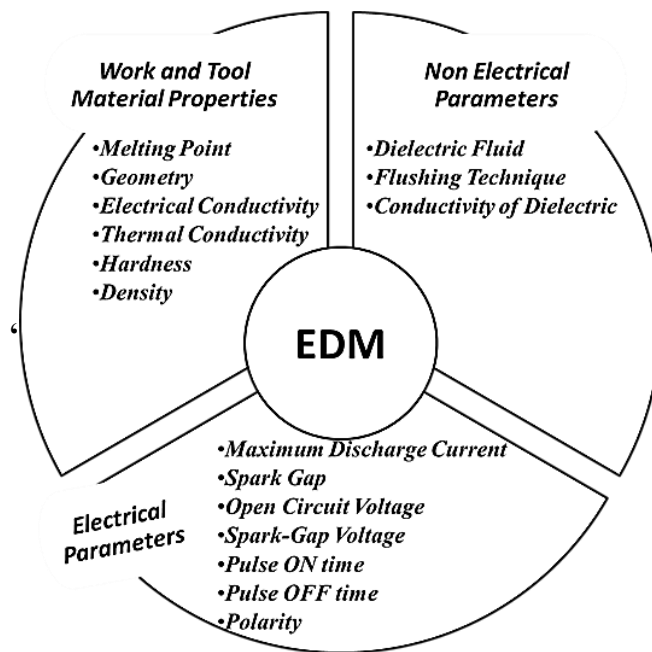 Work and Tool
Material Properties
•Melting Point
•Geometry
•Electrical Conductivity
•Thermal Conductivity
•Hardness
•Density
Non Electrical
Parameters
•Dielectric Fluid
•Flushing Technique
•Conductivity of Dielectric
‘
EDM
Electrical
Parameters
•Maximum Discharge Current
•Spark Gap
•Open Circuit Voltage
•Spark-Gap Voltage
•Pulse ON time
•Pulse OFF time
•Polarity